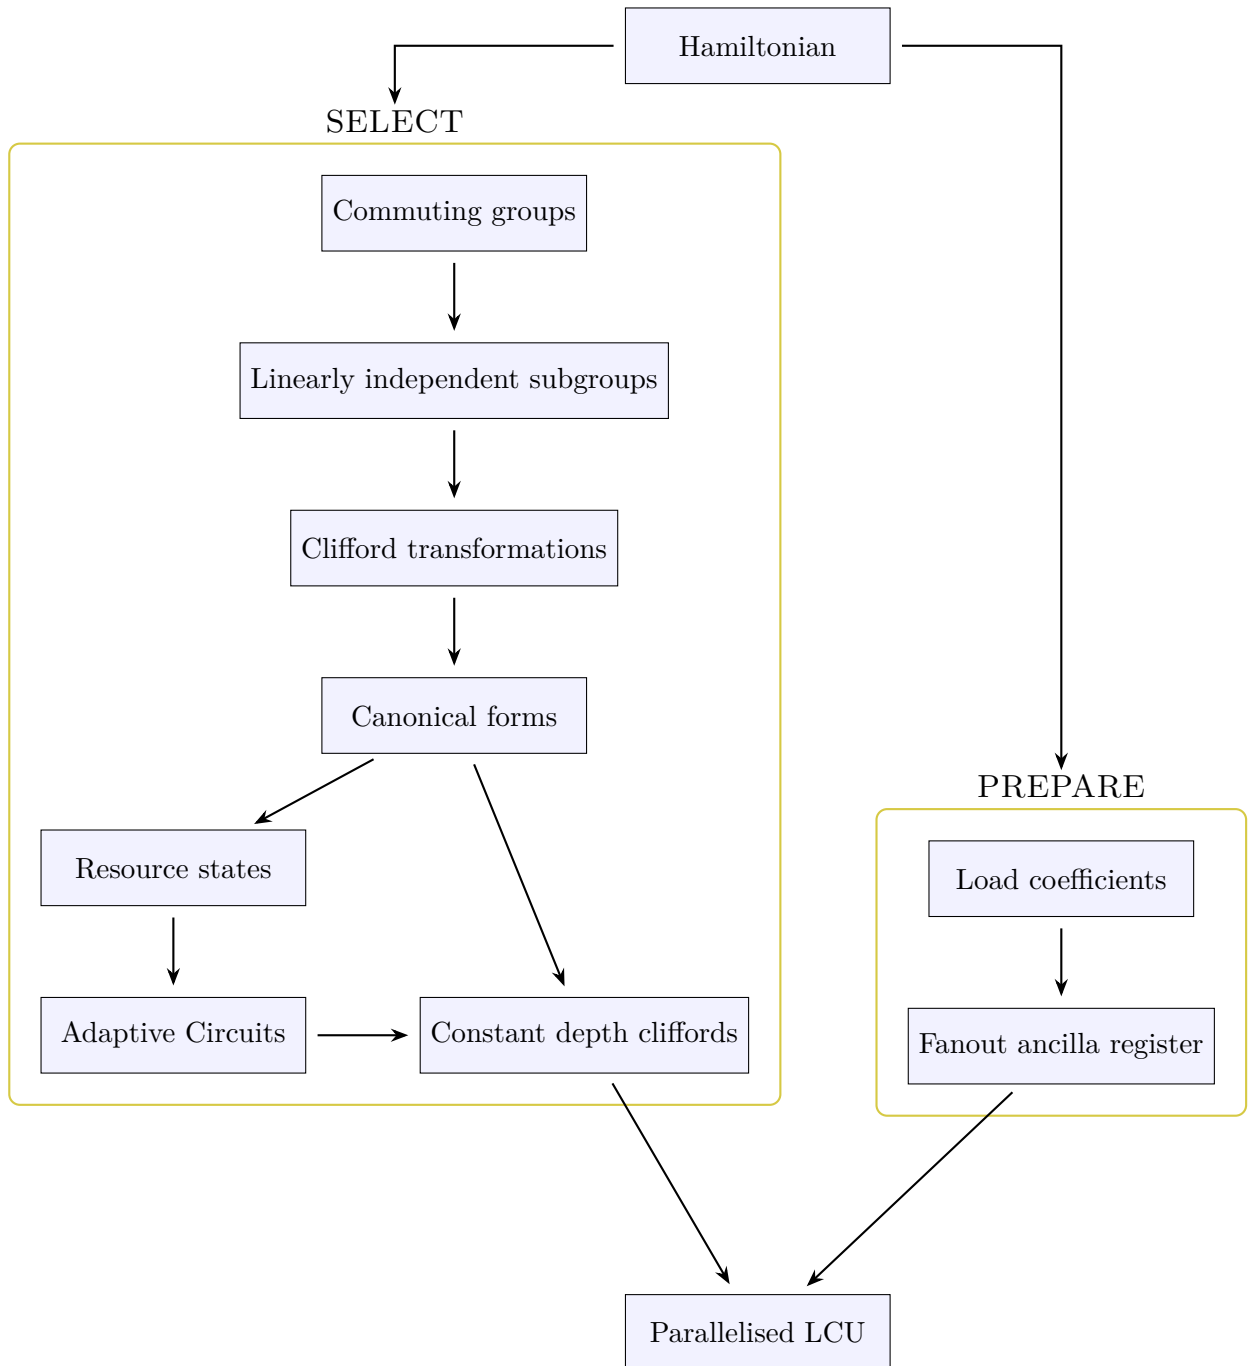 Hamiltonian
SELECT
Commuting groups
Linearly independent subgroups
Clifford transformations
Canonical forms
Resource states
Adaptive Circuits
Constant depth cliffords
PREPARE
Load coefficients
Fanout ancilla register
Parallelised LCU